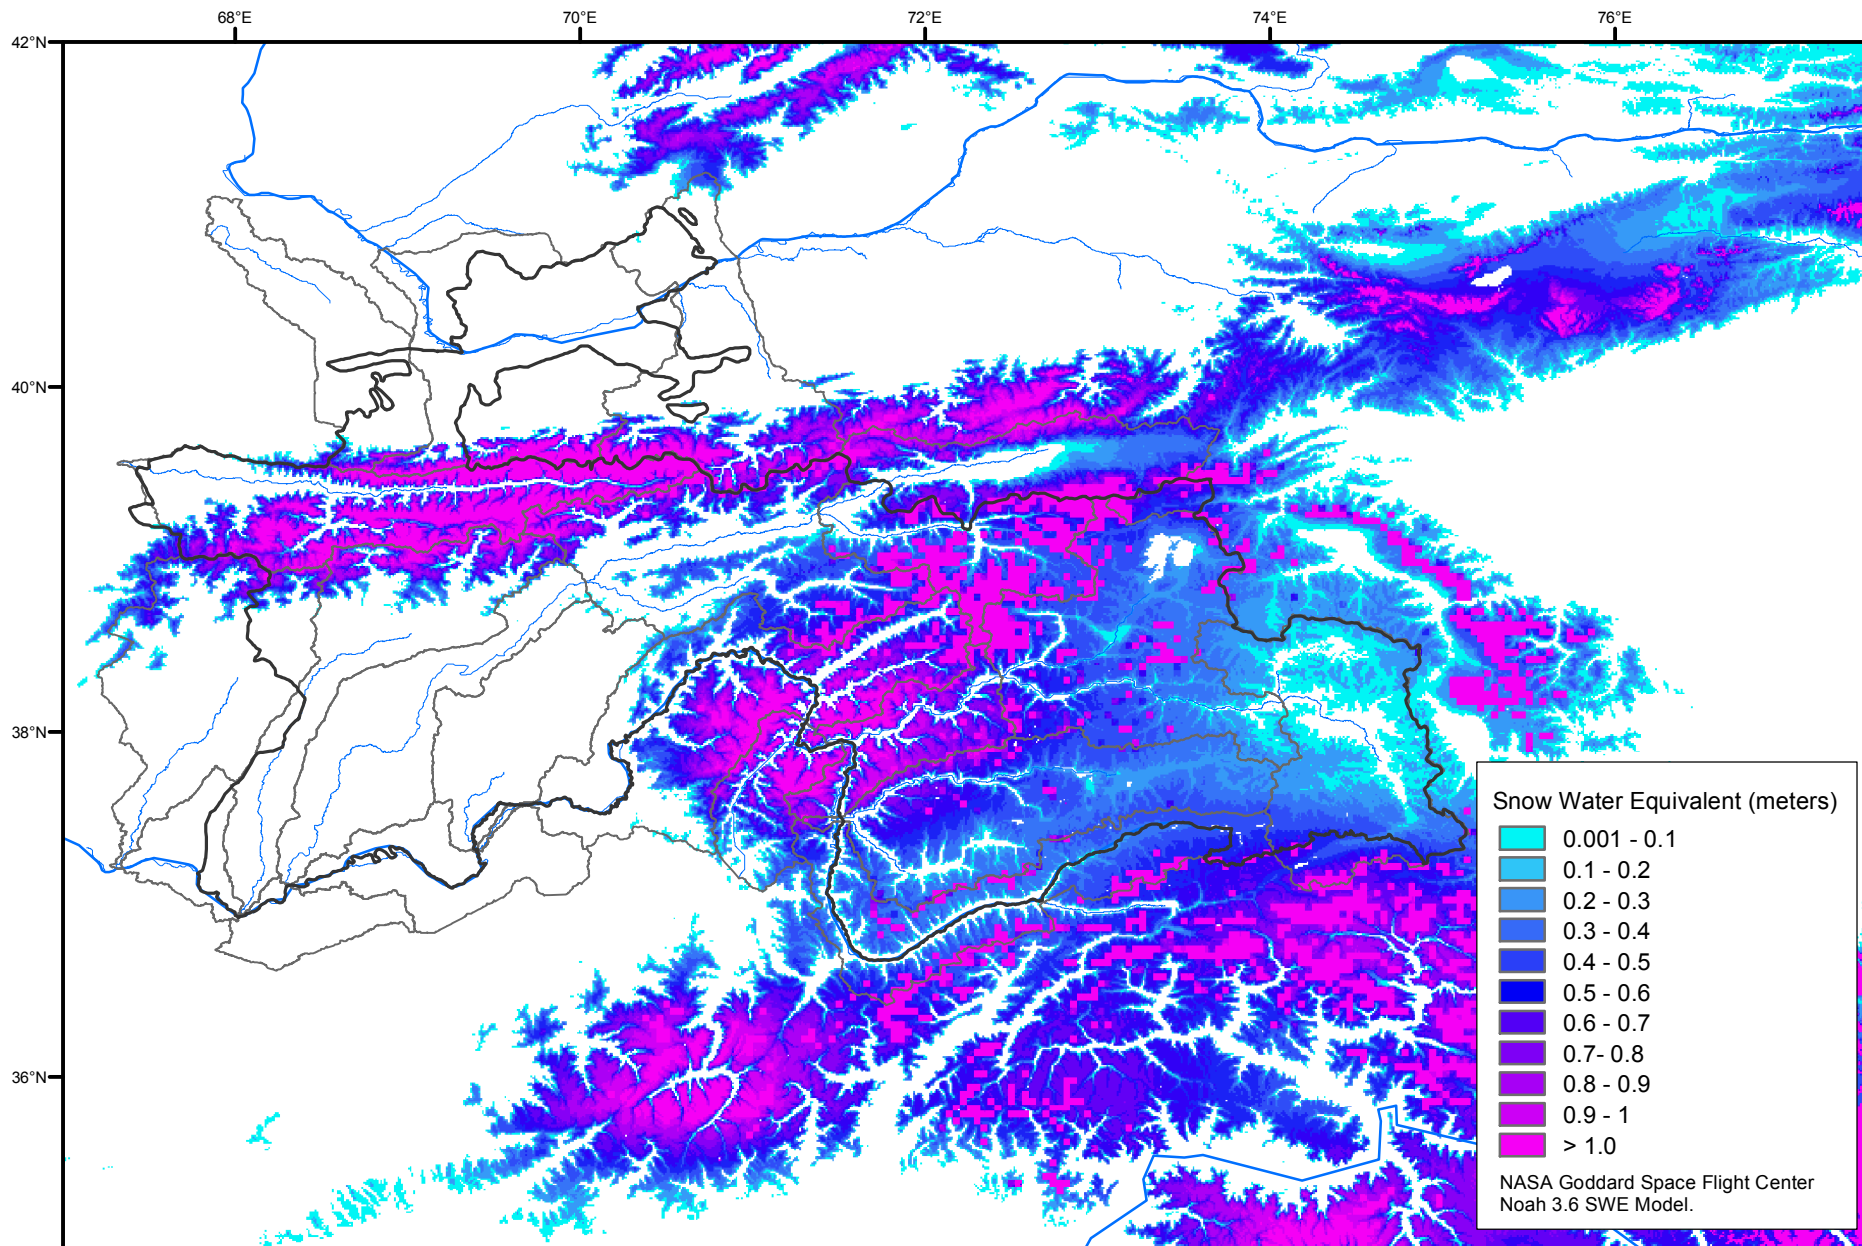 68°E
70°E
72°E
74°E
76°E
42°N
40°N
38°N
36°N
Snow Water Equivalent (meters)
0.001 - 0.1
0.1 - 0.2
0.2 - 0.3
0.3 - 0.4
0.4 - 0.5
0.5 - 0.6
0.6 - 0.7
0.7- 0.8
0.8 - 0.9
0.9 - 1
> 1.0
NASA Goddard Space Flight Center
Noah 3.6 SWE Model.